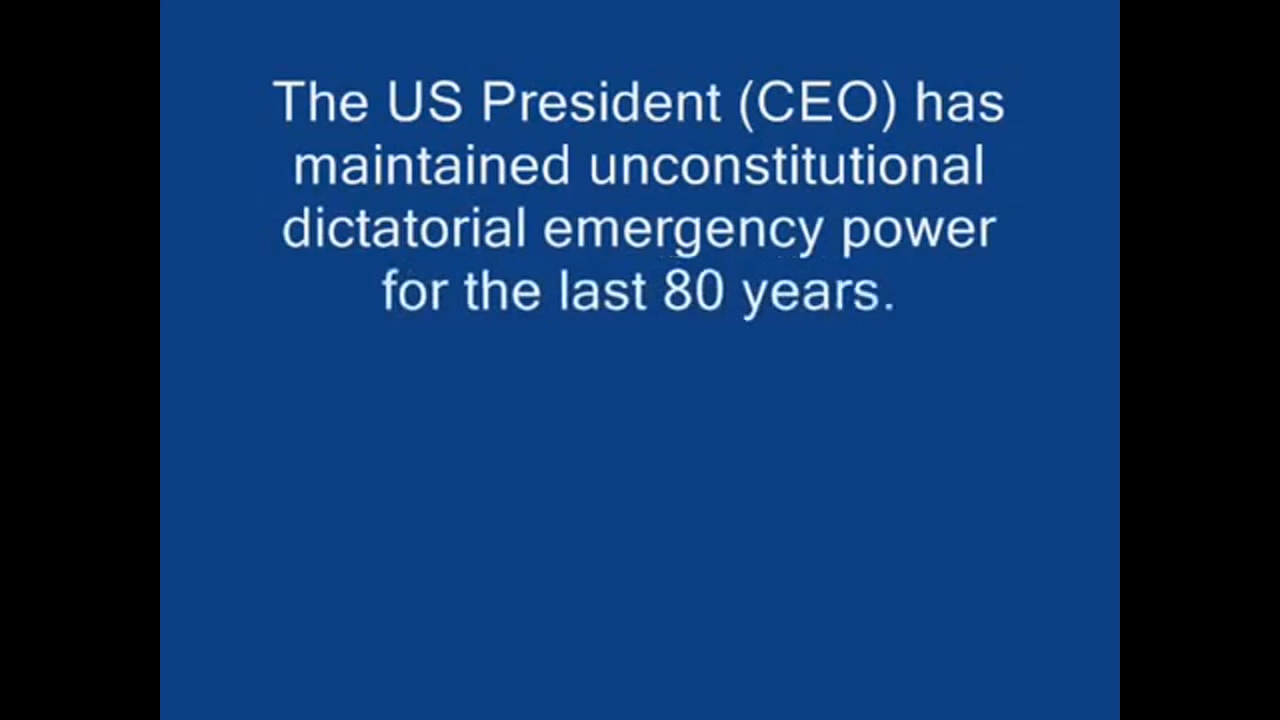 The US President (CEO) has
maintained unconstitutional
dictatorial emergency power
for the last 80 years.